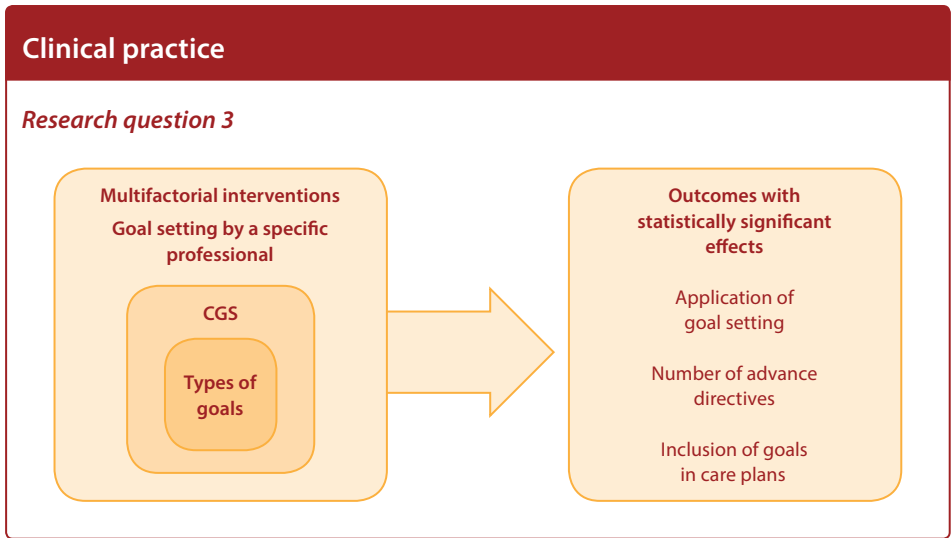 Clinical practice
Research question 3
Multifactorial interventions
Goal setting by a specific
professional
CGS
Types of
goals
Outcomes with
statistically significant
effects
Application of
goal setting
Number of advance
directives
Inclusion of goals
in care plans